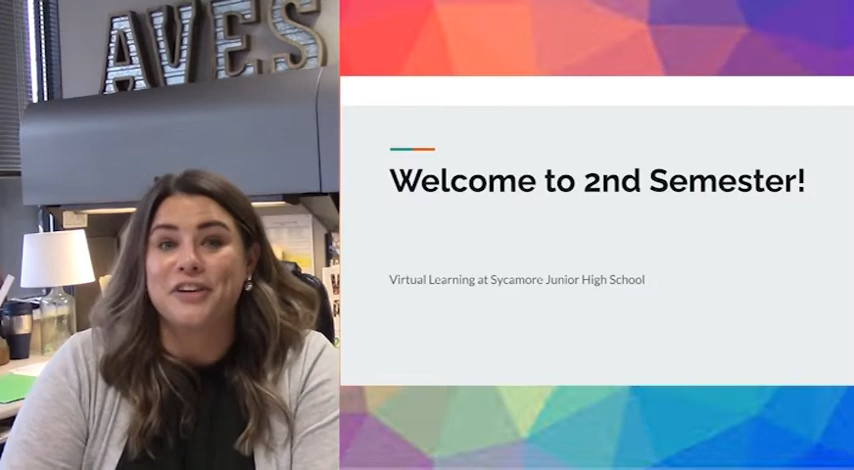 AVES
Welcome to 2nd Semester!
Virtual Learning at Sycamore Junior High School